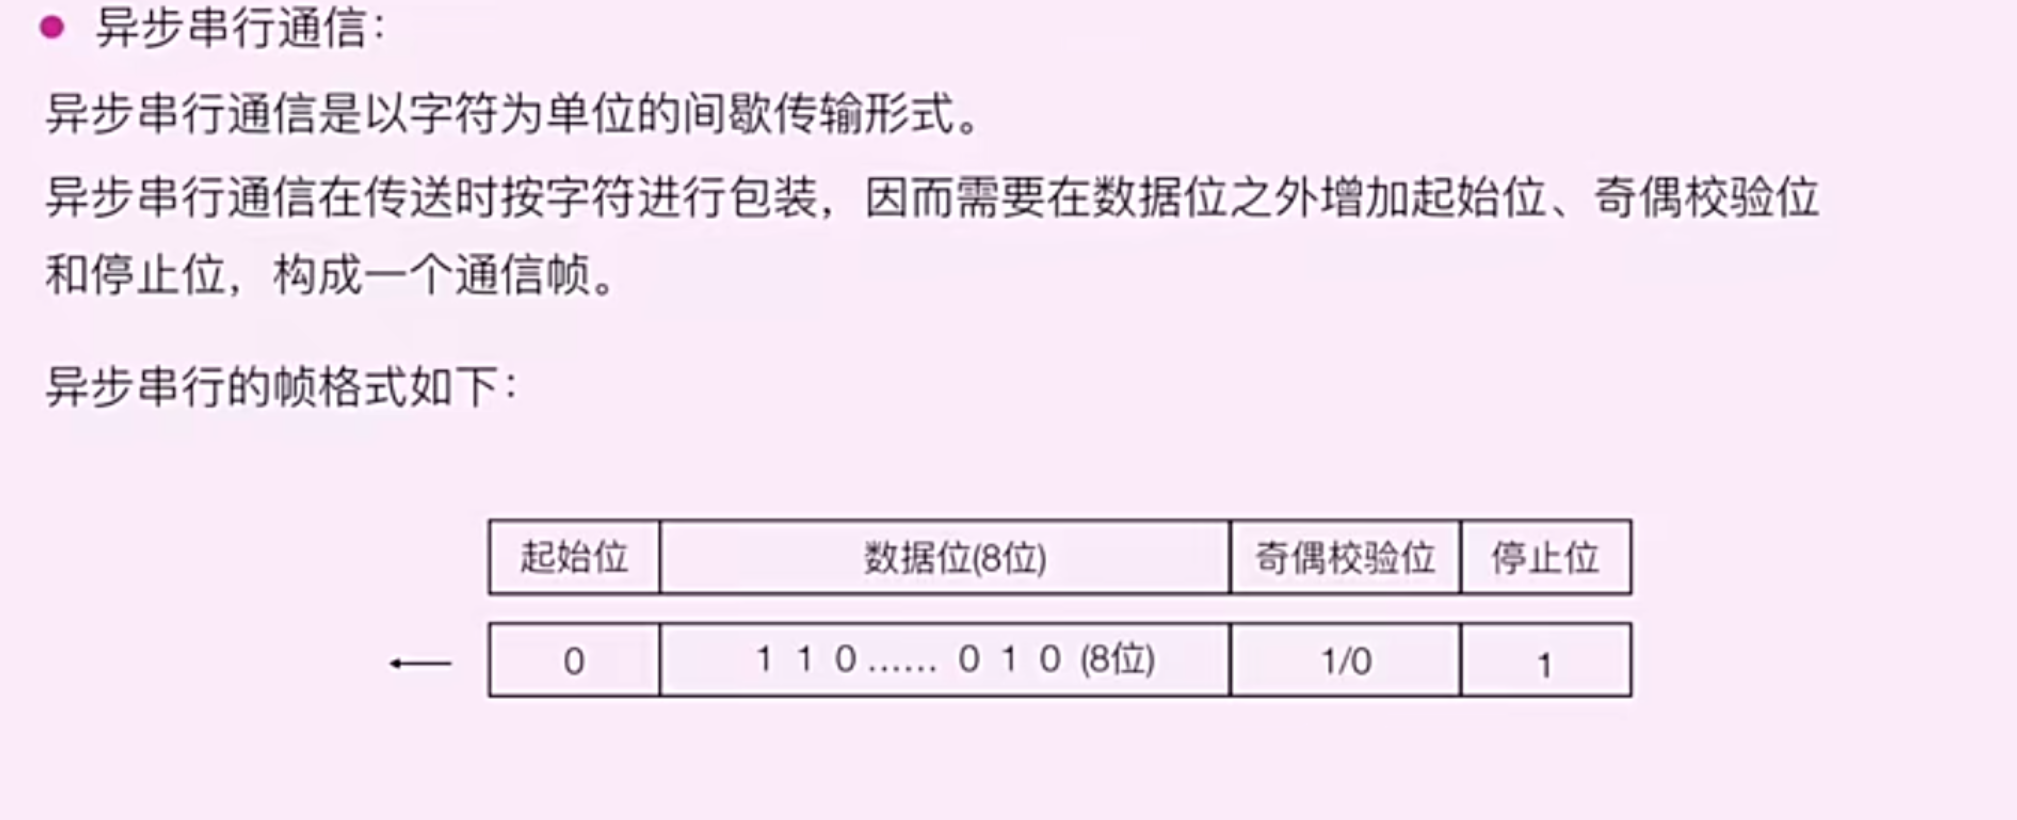 ● 异步串行通信：
异步串行通信是以字符为单位的间歇传输形式。
异步串行通信在传送时按字符进行包装，因而需要在数据位之外增加起始位、奇偶校验位
和停止位，构成一个通信帧。
异步串行的帧格式如下：
起始位 数据位(8位) 奇偶校验位 停止位
← 0 1 1 0 …… 0 1 0 (8位) 1/0 1